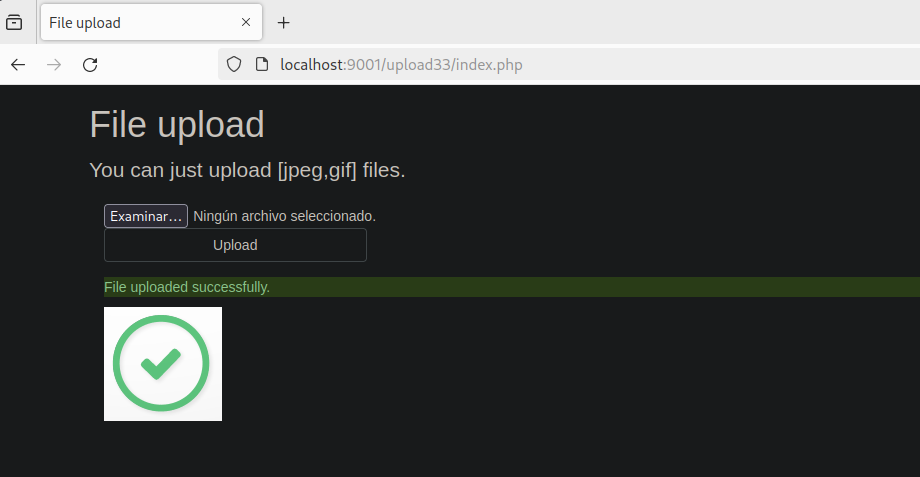 File upload
localhost:9001/upload33/index.php
File upload
You can just upload [jpeg,gif] files.
Examinar... Ningún archivo seleccionado.
Upload
File uploaded successfully.